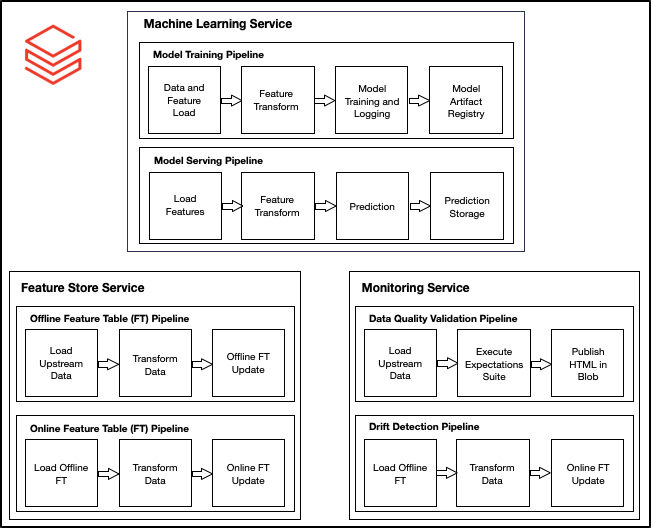 Machine Learning Service
Model Training Pipeline
Data and
Feature
Load
Feature
Transform
Model
Training and
Logging
Model
Artifact
Registry
Model Serving Pipeline
Load
Features
Feature
Transform
Prediction
Prediction
Storage
Feature Store Service
Offline Feature Table (FT) Pipeline
Load
Upstream
Data
Transform
Data
Offline FT
Update
Online Feature Table (FT) Pipeline
Load Offline
FT
Transform
Data
Online FT
Update
Monitoring Service
Data Quality Validation Pipeline
Load
Upstream
Data
Execute
Expectations
Suite
Publish
HTML in
Blob
Drift Detection Pipeline
Load Offline
FT
Transform
Data
Online FT
Update